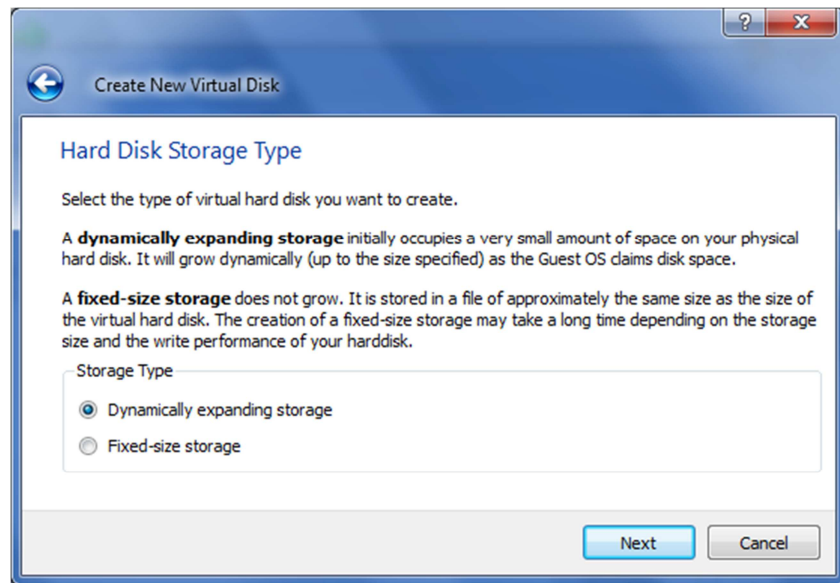 Create New Virtual Disk
Hard Disk Storage Type
Select the type of virtual hard disk you want to create.
A dynamically expanding storage initially occupies a very small amount of space on your physical
hard disk. It will grow dynamically (up to the size specified) as the Guest OS claims disk space.
A fixed-size storage does not grow. It is stored in a file of approximately the same size as the size of
the virtual hard disk. The creation of a fixed-size storage may take a long time depending on the storage
size and the write performance of your harddisk.
Storage Type
Dynamically expanding storage
Fixed-size storage
Next Cancel